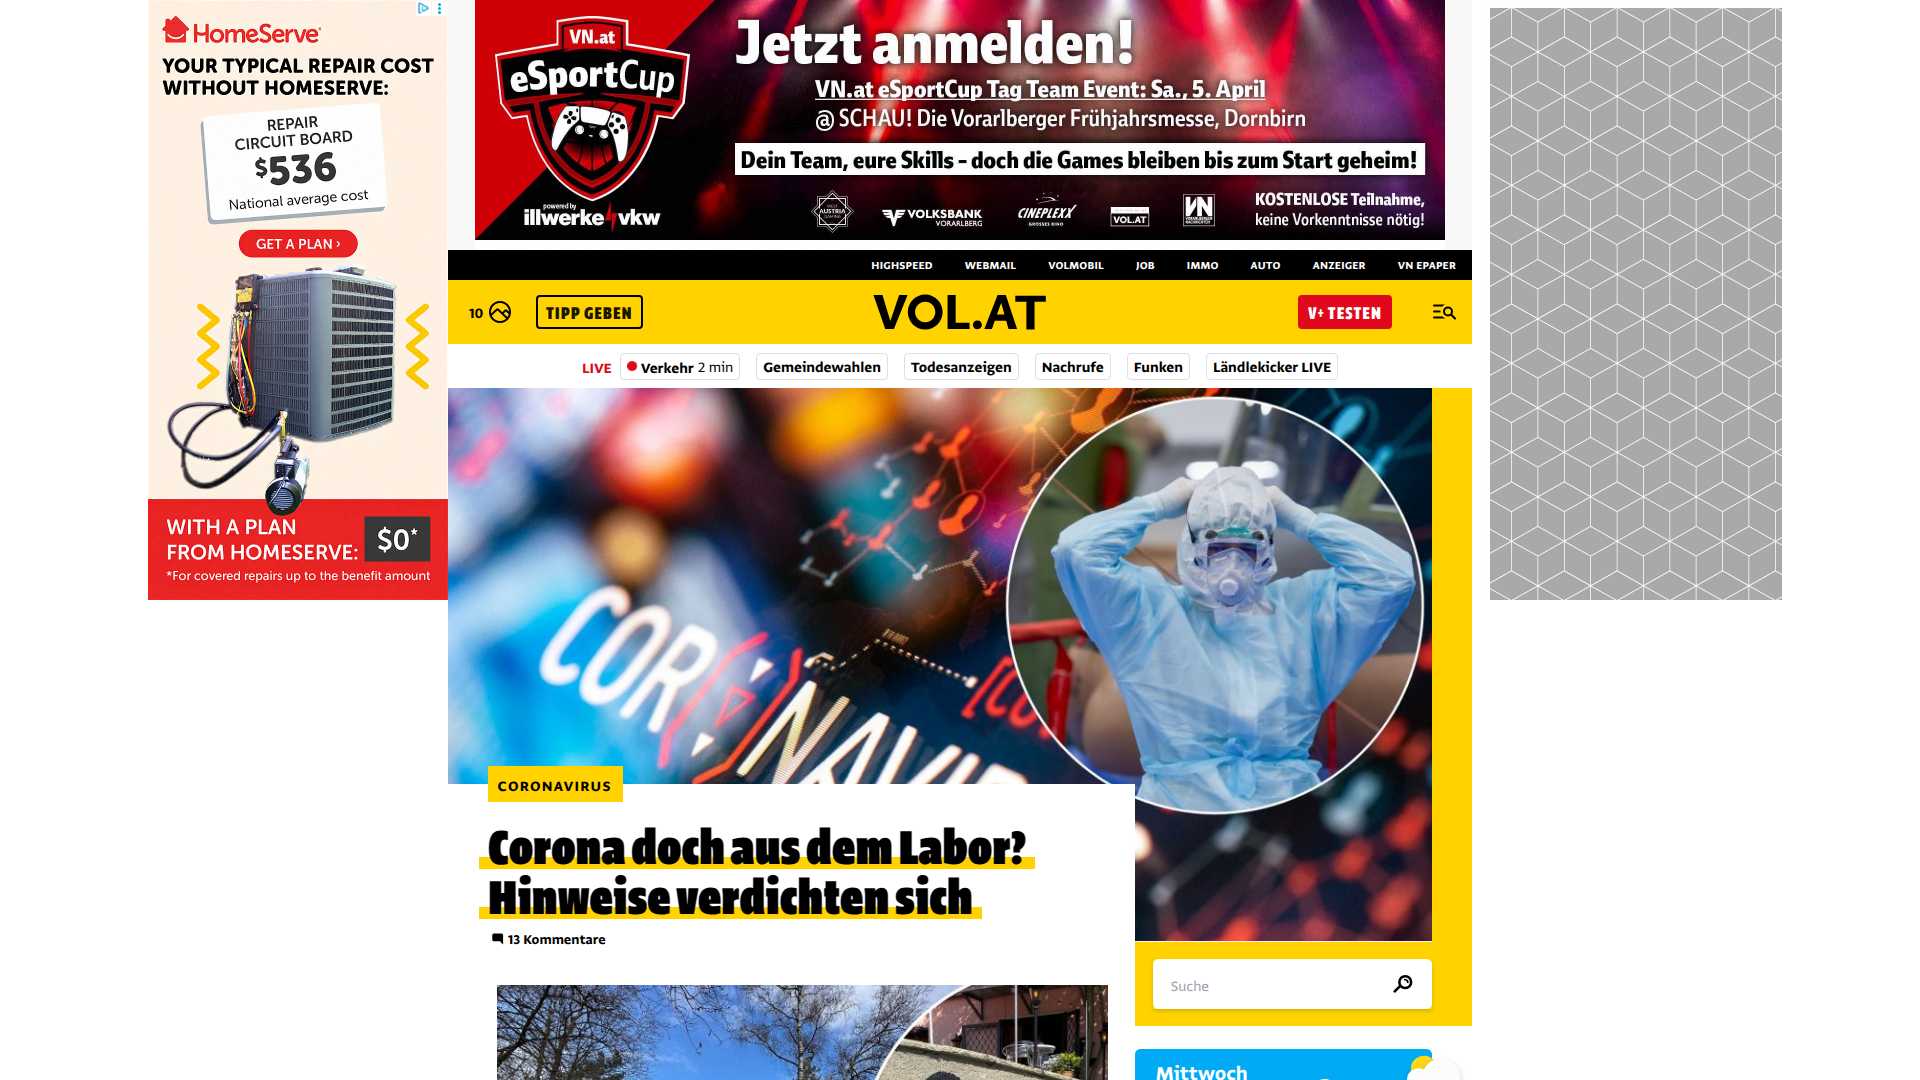 HomeServe
YOUR TYPICAL REPAIR COST
WITHOUT HOMESERVE:
REPAIR
CIRCUIT BOARD
$536
National average cost
GET A PLAN ›
WITH A PLAN
FROM HOMESERVE:
$0*
*For covered repairs up to the benefit amount
VN.at
eSportCup
powered by
illwerke vkw
Jetzt anmelden!
VN.at eSportCup Tag Team Event: Sa., 5. April
@ SCHAU! Die Vorarlberger Frühjahrsmesse, Dornbirn
Dein Team, eure Skills – doch die Games bleiben bis zum Start geheim!
AUSTRIA
VOLKSBANK
VORARLBERG
CINEPLEXX
VOL.AT
VN
KOSTENLOSE Teilnahme,
keine Vorkenntnisse nötig!
HIGHSPEED WEBMAIL VOLMOBIL JOB IMMO AUTO ANZEIGER VN EPAPER
10 TIPP GEBEN VOL.AT V+ TESTEN
LIVE Verkehr 2 min Gemeindewahlen Todesanzeigen Nachrufe Funken Ländlekicker LIVE
CORONAVIRUS
Corona doch aus dem Labor?
Hinweise verdichten sich
13 Kommentare
Suche
Mittwoch